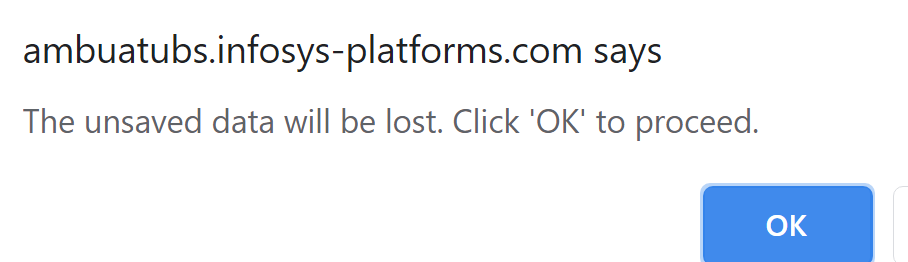 ambuatubs.infosys-platforms.com says
The unsaved data will be lost. Click 'OK' to proceed.
OK